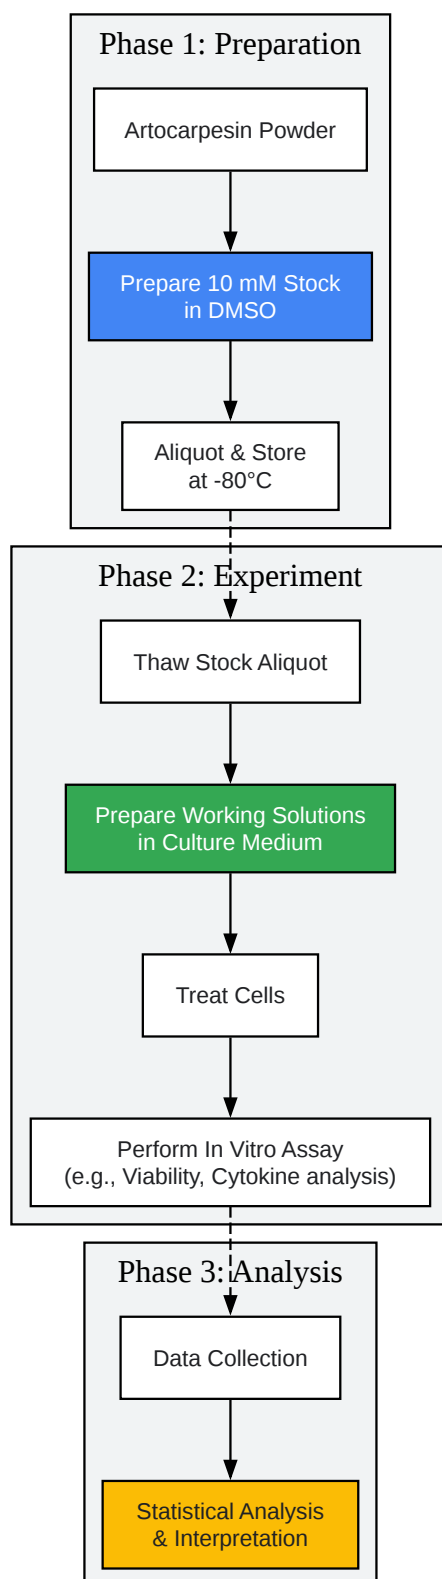 Phase 1: Preparation
Artocarpesin Powder
Prepare 10 mM Stock
in DMSO
Aliquot & Store
at -80°C
Phase 2: Experiment
Thaw Stock Aliquot
Prepare Working Solutions
in Culture Medium
Treat Cells
Perform In Vitro Assay
(e.g., Viability, Cytokine analysis)
Phase 3: Analysis
Data Collection
Statistical Analysis
& Interpretation